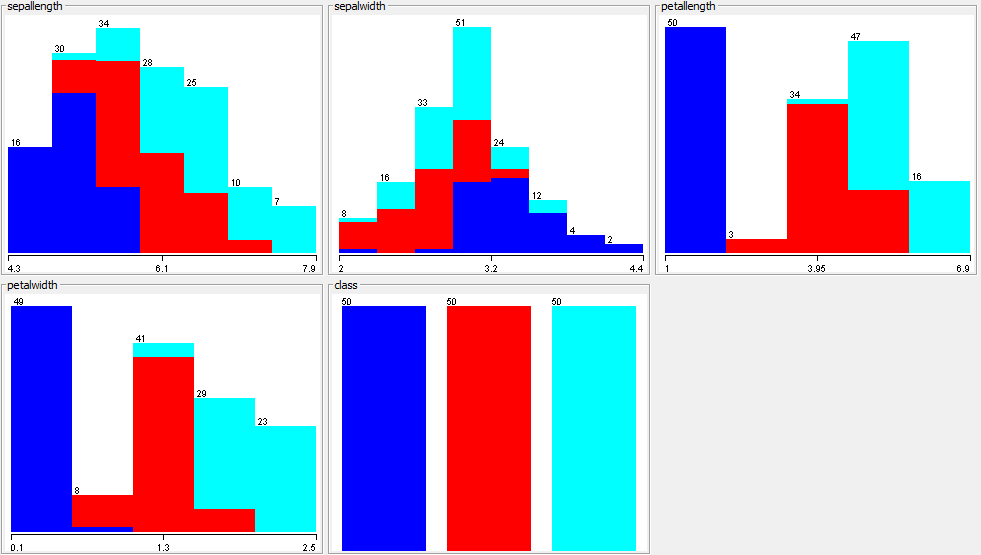 sepallength
16
30
34
28
25
10
7
4.3 6.1 7.9
sepalwidth
8
16
33
51
24
12
4
2
2 3.2 4.4
petallength
50
3
34
47
16
1 3.95 6.9
petalwidth
49
8
41
29
23
0.1 1.3 2.5
class
50 50 50